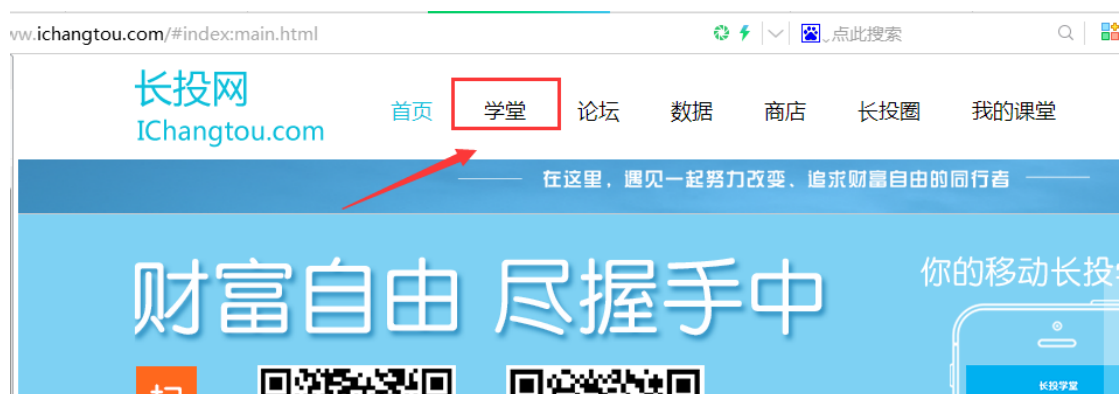 ww.ichangtou.com/#index:main.html 点此搜索
长投网
IChangtou.com
首页 学堂 论坛 数据 商店 长投圈 我的课堂
在这里，遇见一起努力改变、追求财富自由的同行者
财富自由 尽握手中
你的移动长投
长投学堂